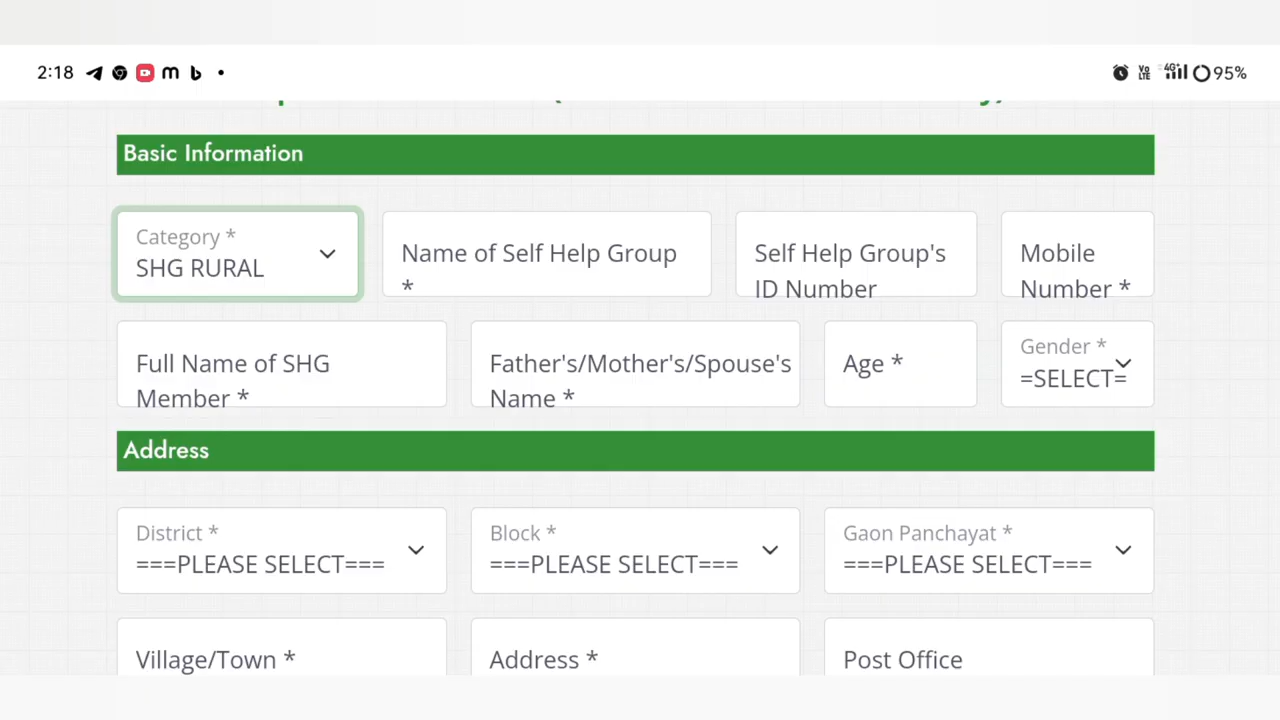 2:18
95%
Basic Information
Category *
SHG RURAL
Name of Self Help Group
*
Self Help Group's
ID Number
Mobile
Number *
Full Name of SHG
Member *
Father's/Mother's/Spouse's
Name *
Age *
Gender *
=SELECT=
Address
District *
===PLEASE SELECT===
Block *
===PLEASE SELECT===
Gaon Panchayat *
===PLEASE SELECT===
Village/Town *
Address *
Post Office